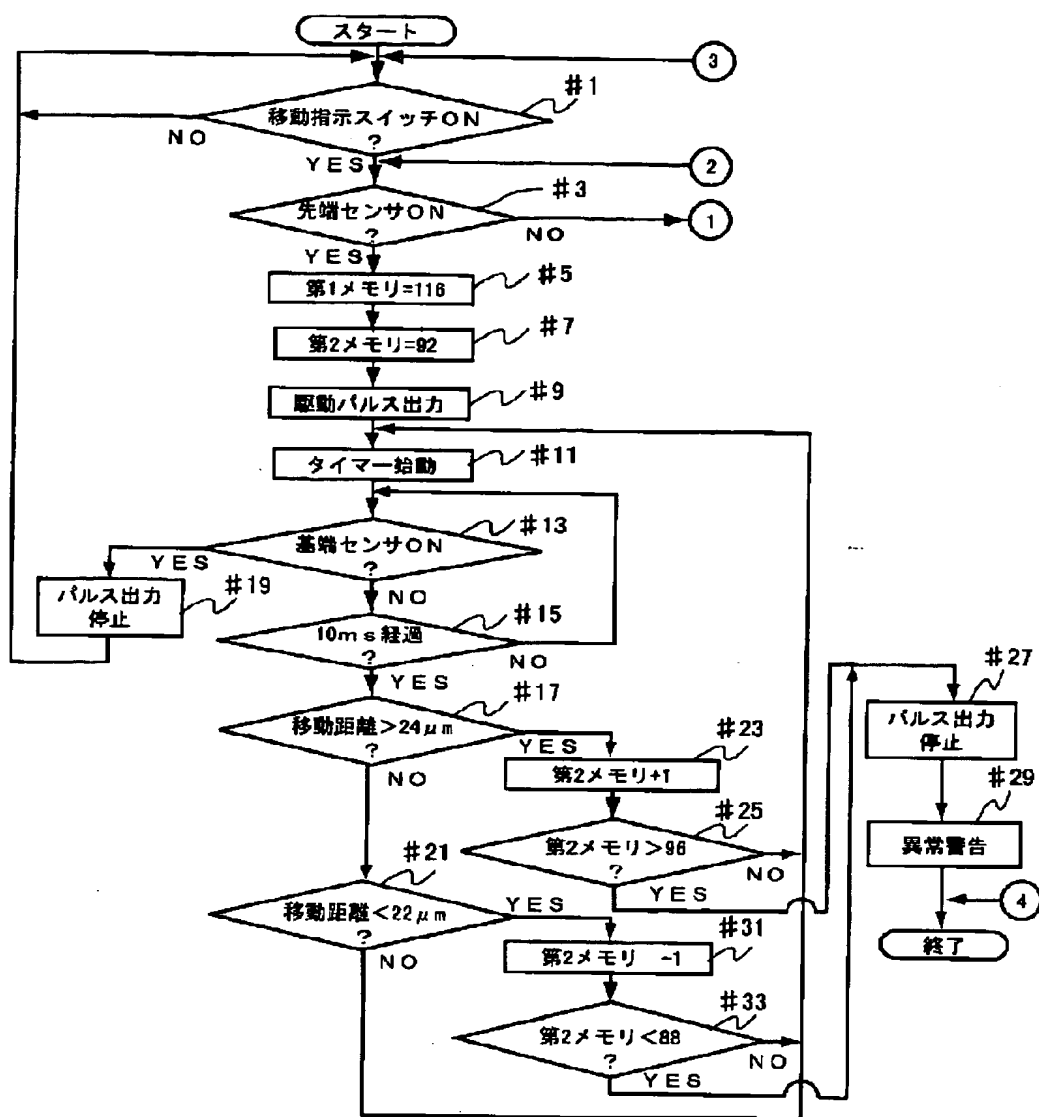 スタート
③
#1
移動指示スイッチON
?
NO
YES
②
#3
先端センサON
?
①
NO
YES
#5
第1メモリ=116
#7
第2メモリ=92
#9
駆動パルス出力
#11
タイマー始動
#13
基端センサON
?
YES
NO
#19
パルス出力
停止
#15
10ms経過
?
NO
YES
#17
移動距離>24μm
?
YES
NO
#23
第2メモリ+1
#25
第2メモリ>96
?
NO
YES
#27
パルス出力
停止
#29
異常警告
④
終了
#21
移動距離<22μm
?
YES
NO
#31
第2メモリ -1
#33
第2メモリ<88
?
NO
YES